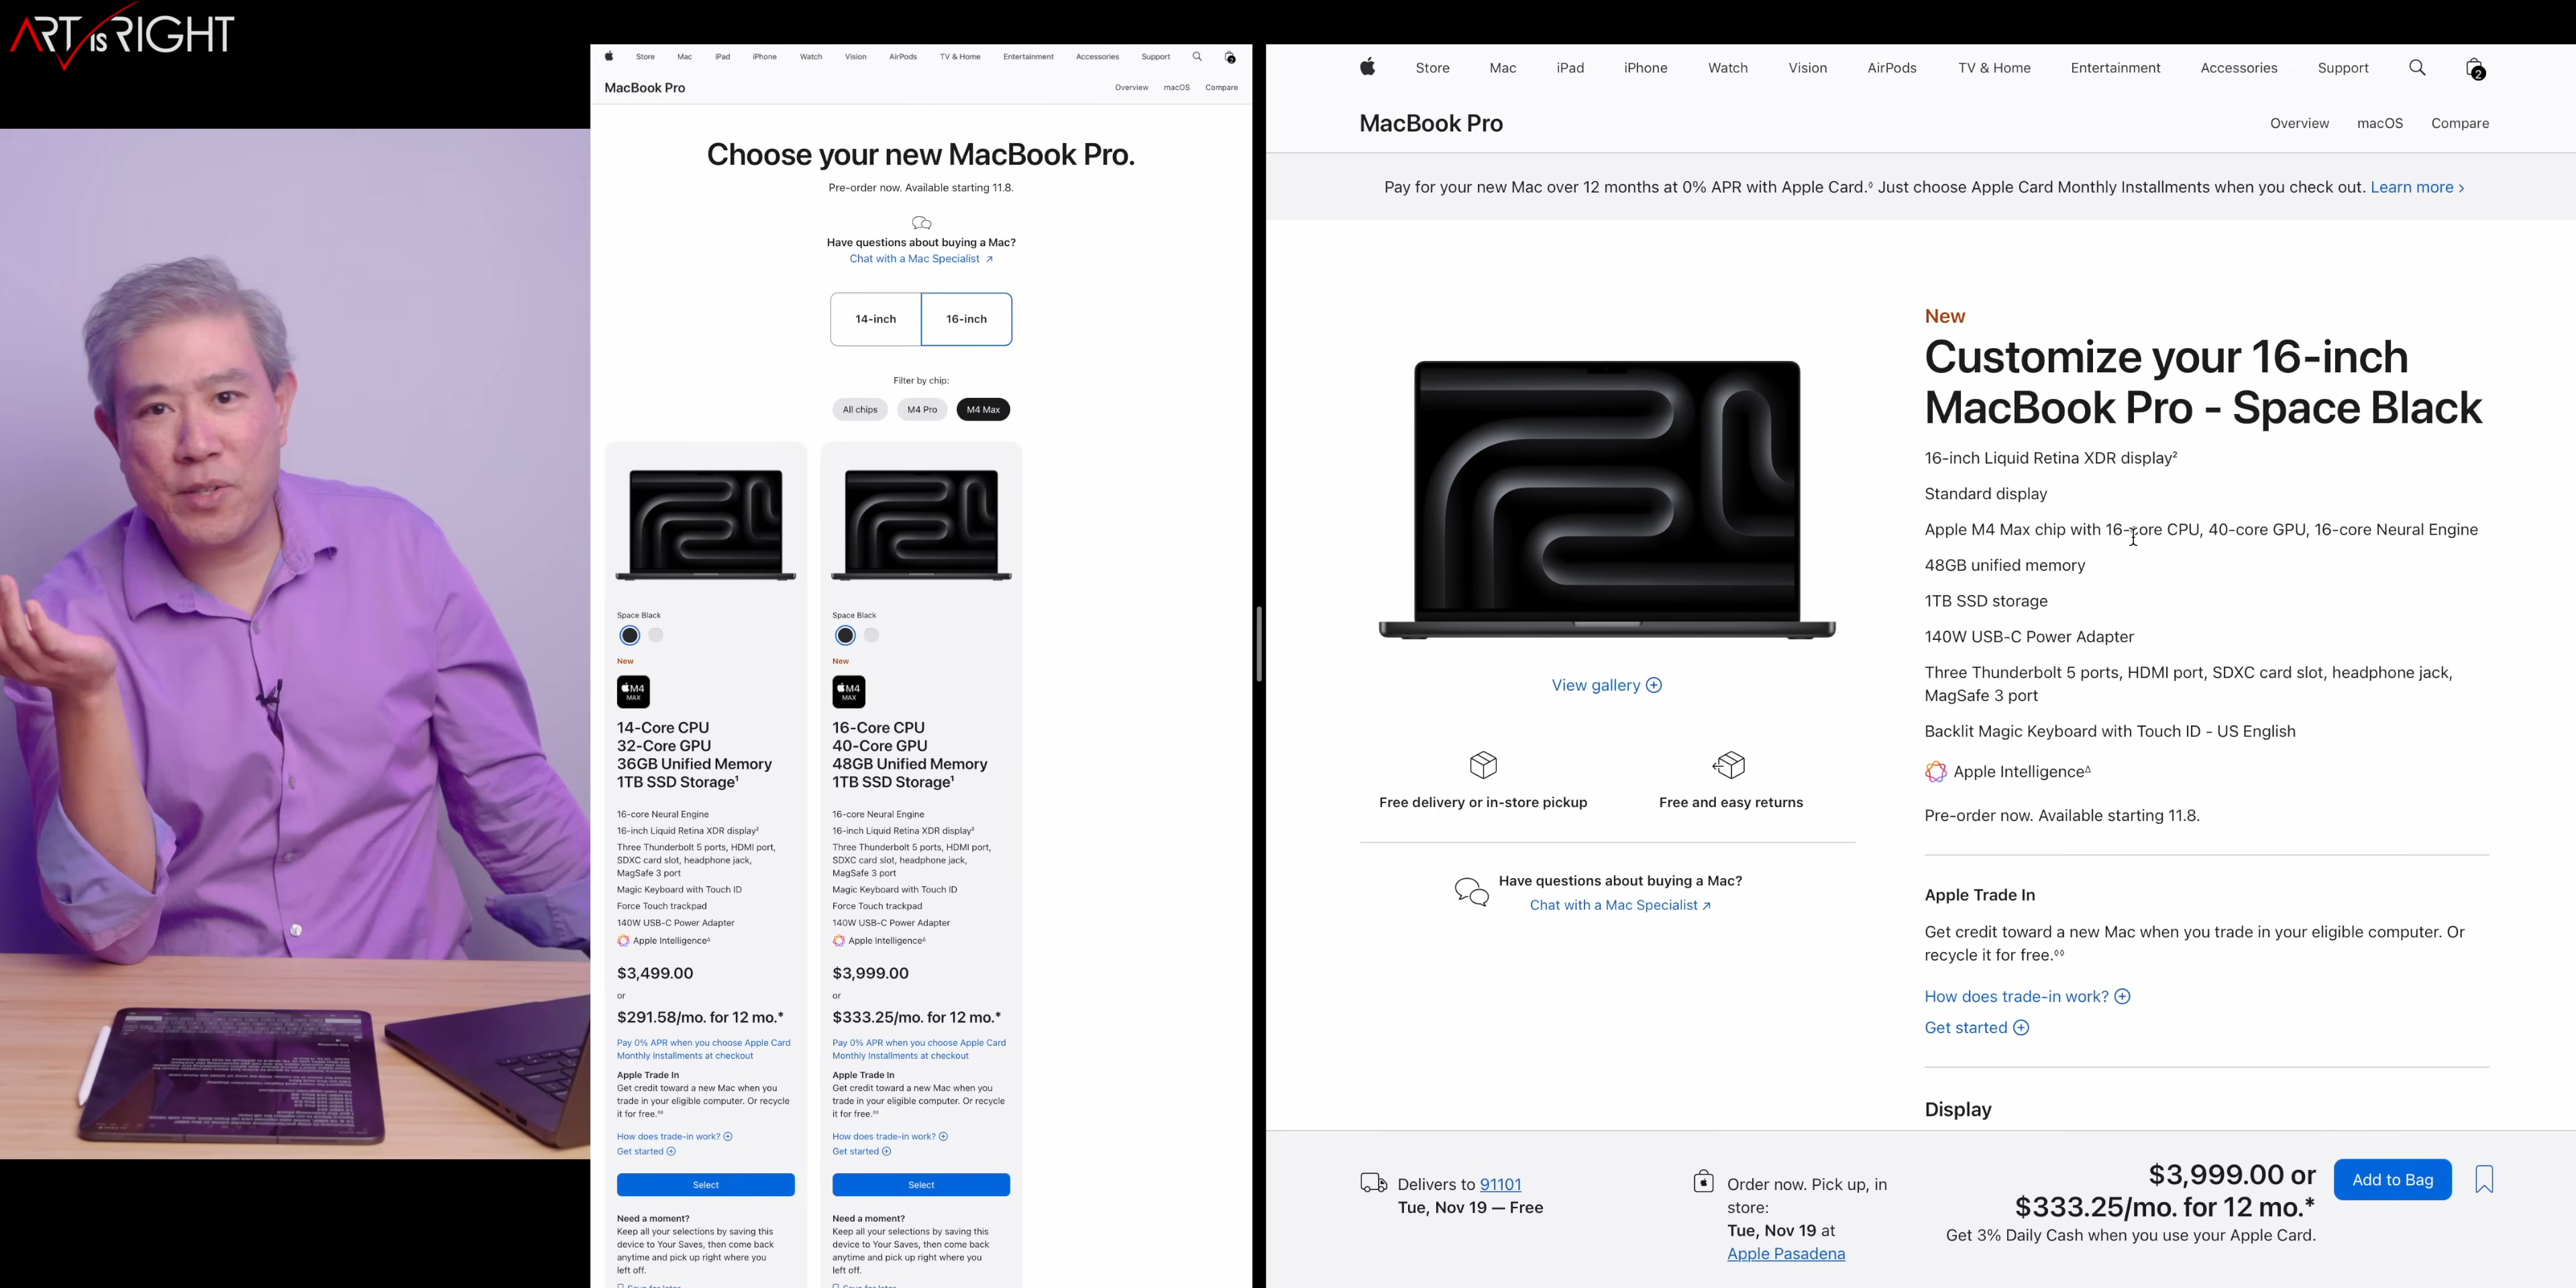 ART IS RIGHT
Store Mac iPad iPhone Watch Vision AirPods TV & Home Entertainment Accessories Support
MacBook Pro
Overview macOS Compare
Choose your new MacBook Pro.
Pre-order now. Available starting 11.8.
Have questions about buying a Mac?
Chat with a Mac Specialist ↗
14-inch
16-inch
Filter by chip:
All chips
M4 Pro
M4 Max
Space Black
New
M4
MAX
14-Core CPU
32-Core GPU
36GB Unified Memory
1TB SSD Storage¹
16-core Neural Engine
16-inch Liquid Retina XDR display²
Three Thunderbolt 5 ports, HDMI port,
SDXC card slot, headphone jack,
MagSafe 3 port
Magic Keyboard with Touch ID
Force Touch trackpad
140W USB-C Power Adapter
Apple Intelligence∆
$3,499.00
or
$291.58/mo. for 12 mo.*
Pay 0% APR when you choose Apple Card
Monthly Installments at checkout
Apple Trade In
Get credit toward a new Mac when you
trade in your eligible computer. Or recycle
it for free.◊◊
How does trade-in work?
Get started
Select
Need a moment?
Keep all your selections by saving this
device to Your Saves, then come back
anytime and pick up right where you
left off.
Space Black
New
M4
MAX
16-Core CPU
40-Core GPU
48GB Unified Memory
1TB SSD Storage¹
16-core Neural Engine
16-inch Liquid Retina XDR display²
Three Thunderbolt 5 ports, HDMI port,
SDXC card slot, headphone jack,
MagSafe 3 port
Magic Keyboard with Touch ID
Force Touch trackpad
140W USB-C Power Adapter
Apple Intelligence∆
$3,999.00
or
$333.25/mo. for 12 mo.*
Pay 0% APR when you choose Apple Card
Monthly Installments at checkout
Apple Trade In
Get credit toward a new Mac when you
trade in your eligible computer. Or recycle
it for free.◊◊
How does trade-in work?
Get started
Select
Need a moment?
Keep all your selections by saving this
device to Your Saves, then come back
anytime and pick up right where you
left off.
Store Mac iPad iPhone Watch Vision AirPods TV & Home Entertainment Accessories Support
2
MacBook Pro
Overview macOS Compare
Pay for your new Mac over 12 months at 0% APR with Apple Card.◊ Just choose Apple Card Monthly Installments when you check out. Learn more >
View gallery
Free delivery or in-store pickup
Free and easy returns
Have questions about buying a Mac?
Chat with a Mac Specialist ↗
New
Customize your 16-inch
MacBook Pro - Space Black
16-inch Liquid Retina XDR display²
Standard display
Apple M4 Max chip with 16-core CPU, 40-core GPU, 16-core Neural Engine
48GB unified memory
1TB SSD storage
140W USB-C Power Adapter
Three Thunderbolt 5 ports, HDMI port, SDXC card slot, headphone jack,
MagSafe 3 port
Backlit Magic Keyboard with Touch ID - US English
Apple Intelligence∆
Pre-order now. Available starting 11.8.
Apple Trade In
Get credit toward a new Mac when you trade in your eligible computer. Or
recycle it for free.◊◊
How does trade-in work?
Get started
Display
Delivers to 91101
Tue, Nov 19 — Free
Order now. Pick up, in
store:
Tue, Nov 19 at
Apple Pasadena
$3,999.00 or
$333.25/mo. for 12 mo.*
Get 3% Daily Cash when you use your Apple Card.
Add to Bag